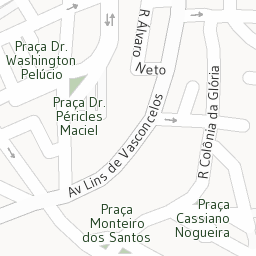 Praça Dr.
Washington
Pelúcio
R Álvaro
Neto
Praça Dr.
Péricles
Maciel
Av Lins de Vasconcelos
R Colônia da Glória
Praça
Monteiro
dos Santos
Praça
Cassiano
Nogueira